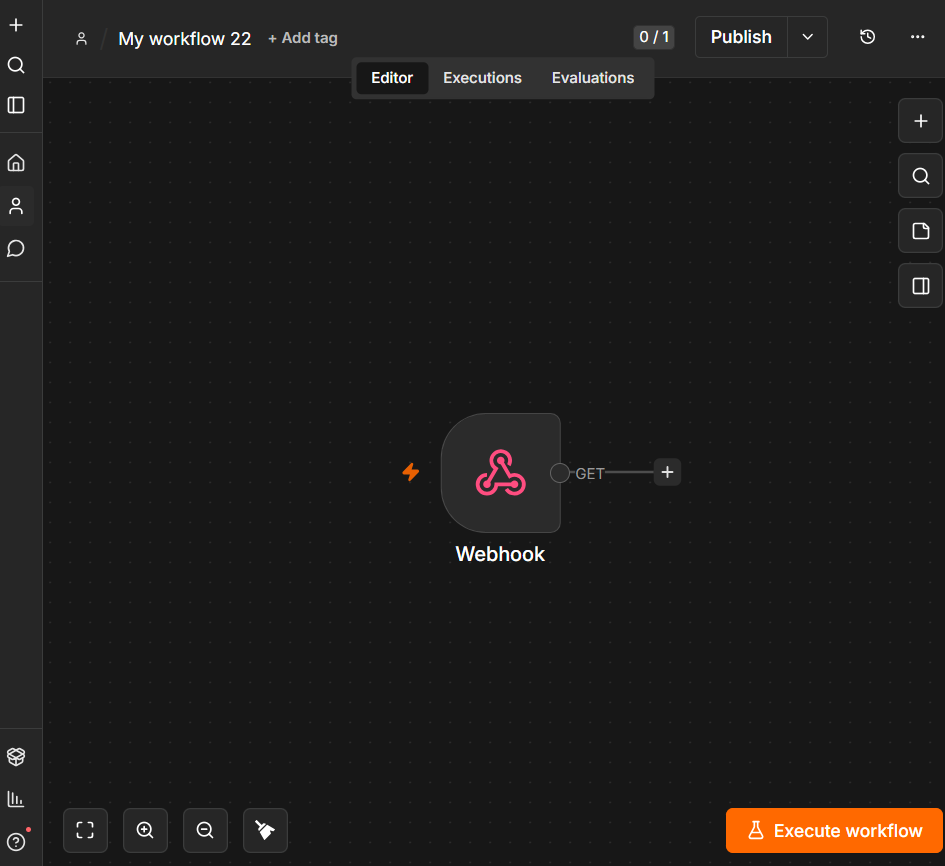 My workflow 22 + Add tag
0 / 1
Publish
Editor Executions Evaluations
GET
Webhook
Execute workflow